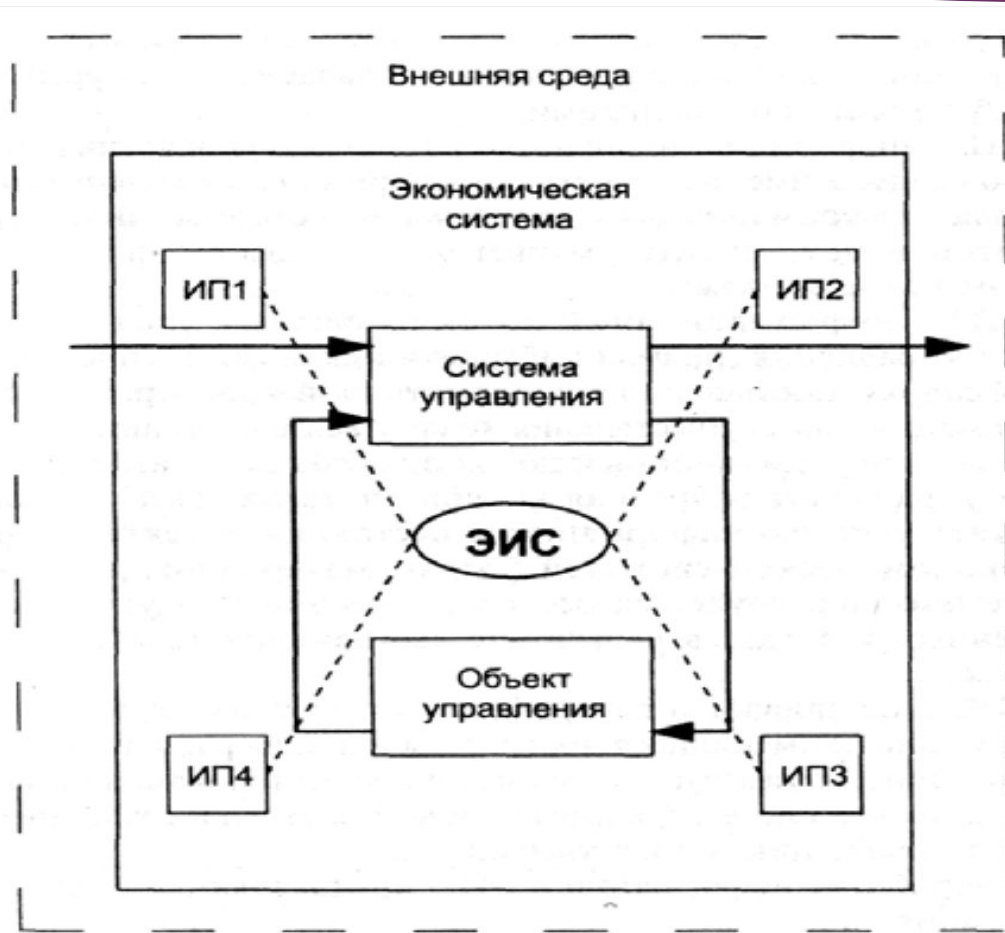 Внешняя среда
Экономическая
система
ИП1
ИП2
Система
управления
ЭИС
Объект
управления
ИП4
ИП3